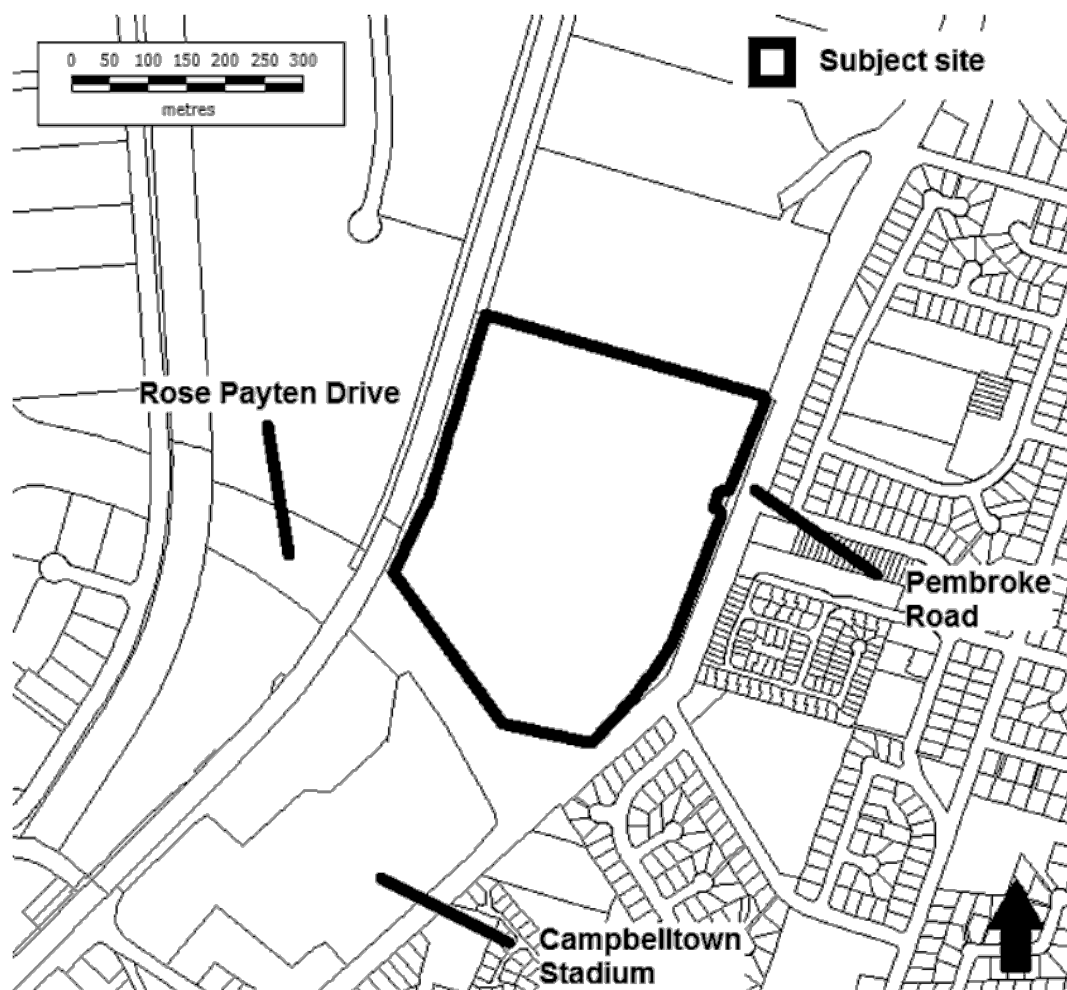 0 50 100 150 200 250 300
metres
Subject site
Rose Payten Drive
Pembroke
Road
Campbelltown
Stadium